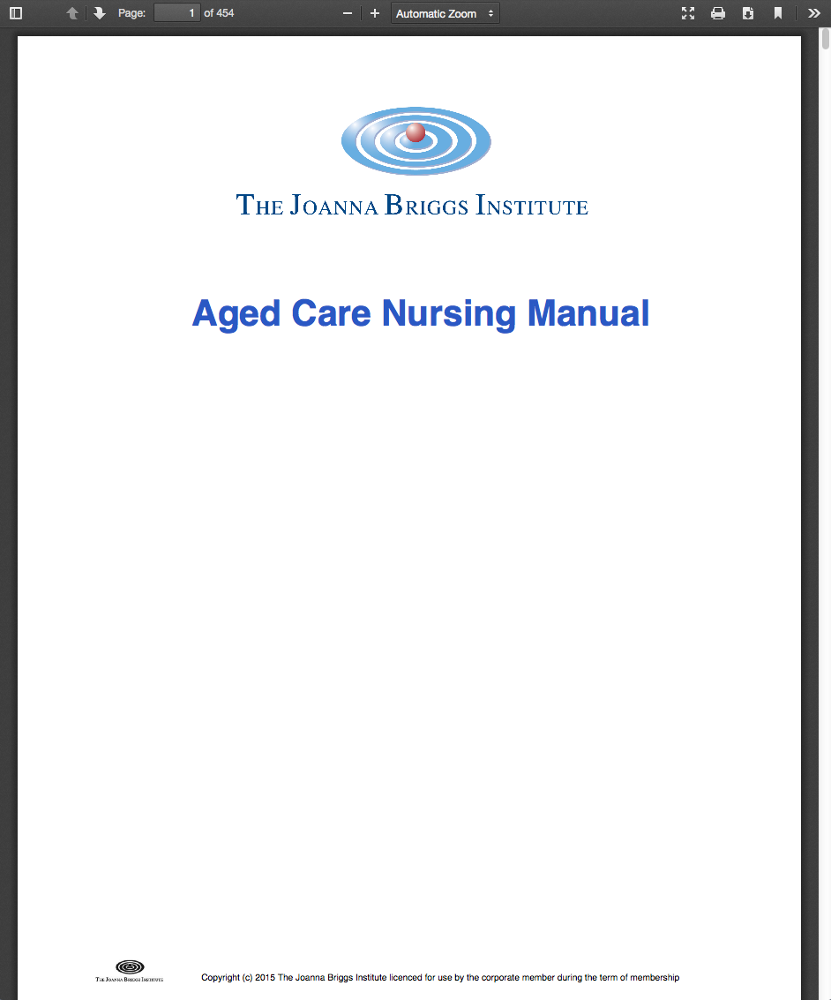 Page: 1 of 454
Automatic Zoom
THE JOANNA BRIGGS INSTITUTE
Aged Care Nursing Manual
THE JOANNA BRIGGS INSTITUTE
Copyright (c) 2015 The Joanna Briggs Institute licenced for use by the corporate member during the term of membership